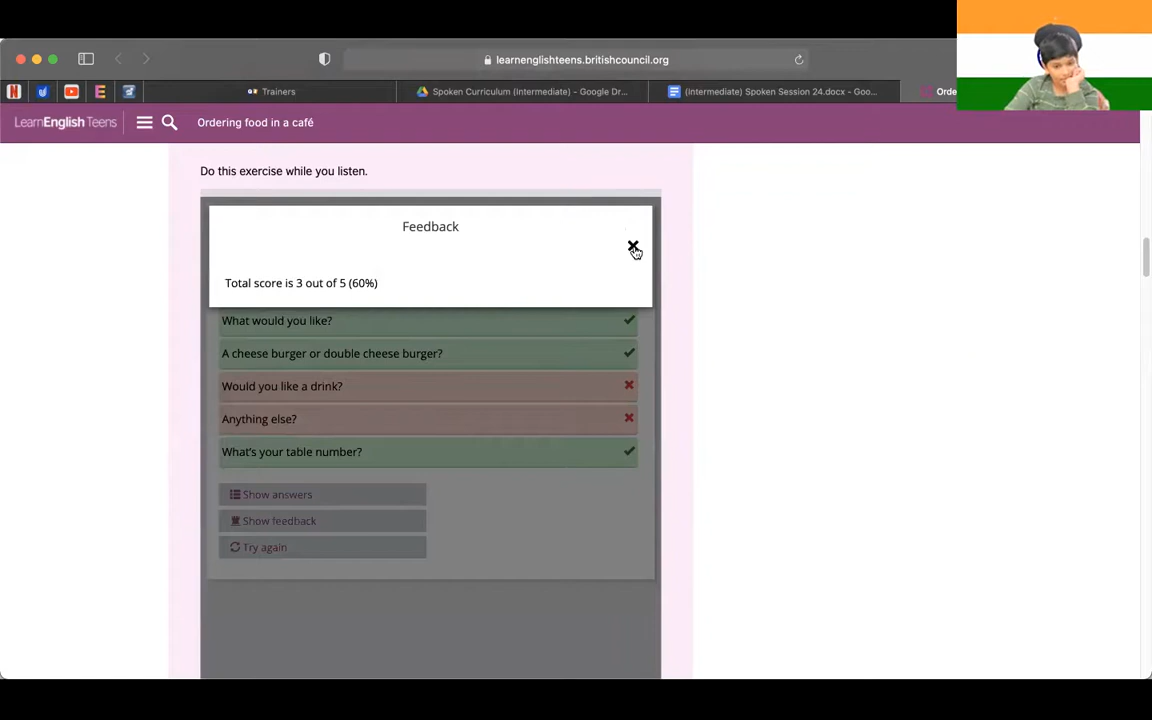 learnenglishteens.britishcouncil.org
Trainers
Spoken Curriculum (Intermediate) - Google Dr...
(Intermediate) Spoken Session 24.docx - Goo...
Orde
LearnEnglish Teens
Ordering food in a café
Do this exercise while you listen.
Feedback
Total score is 3 out of 5 (60%)
What would you like?
A cheese burger or double cheese burger?
Would you like a drink?
Anything else?
What's your table number?
Show answers
Show feedback
Try again